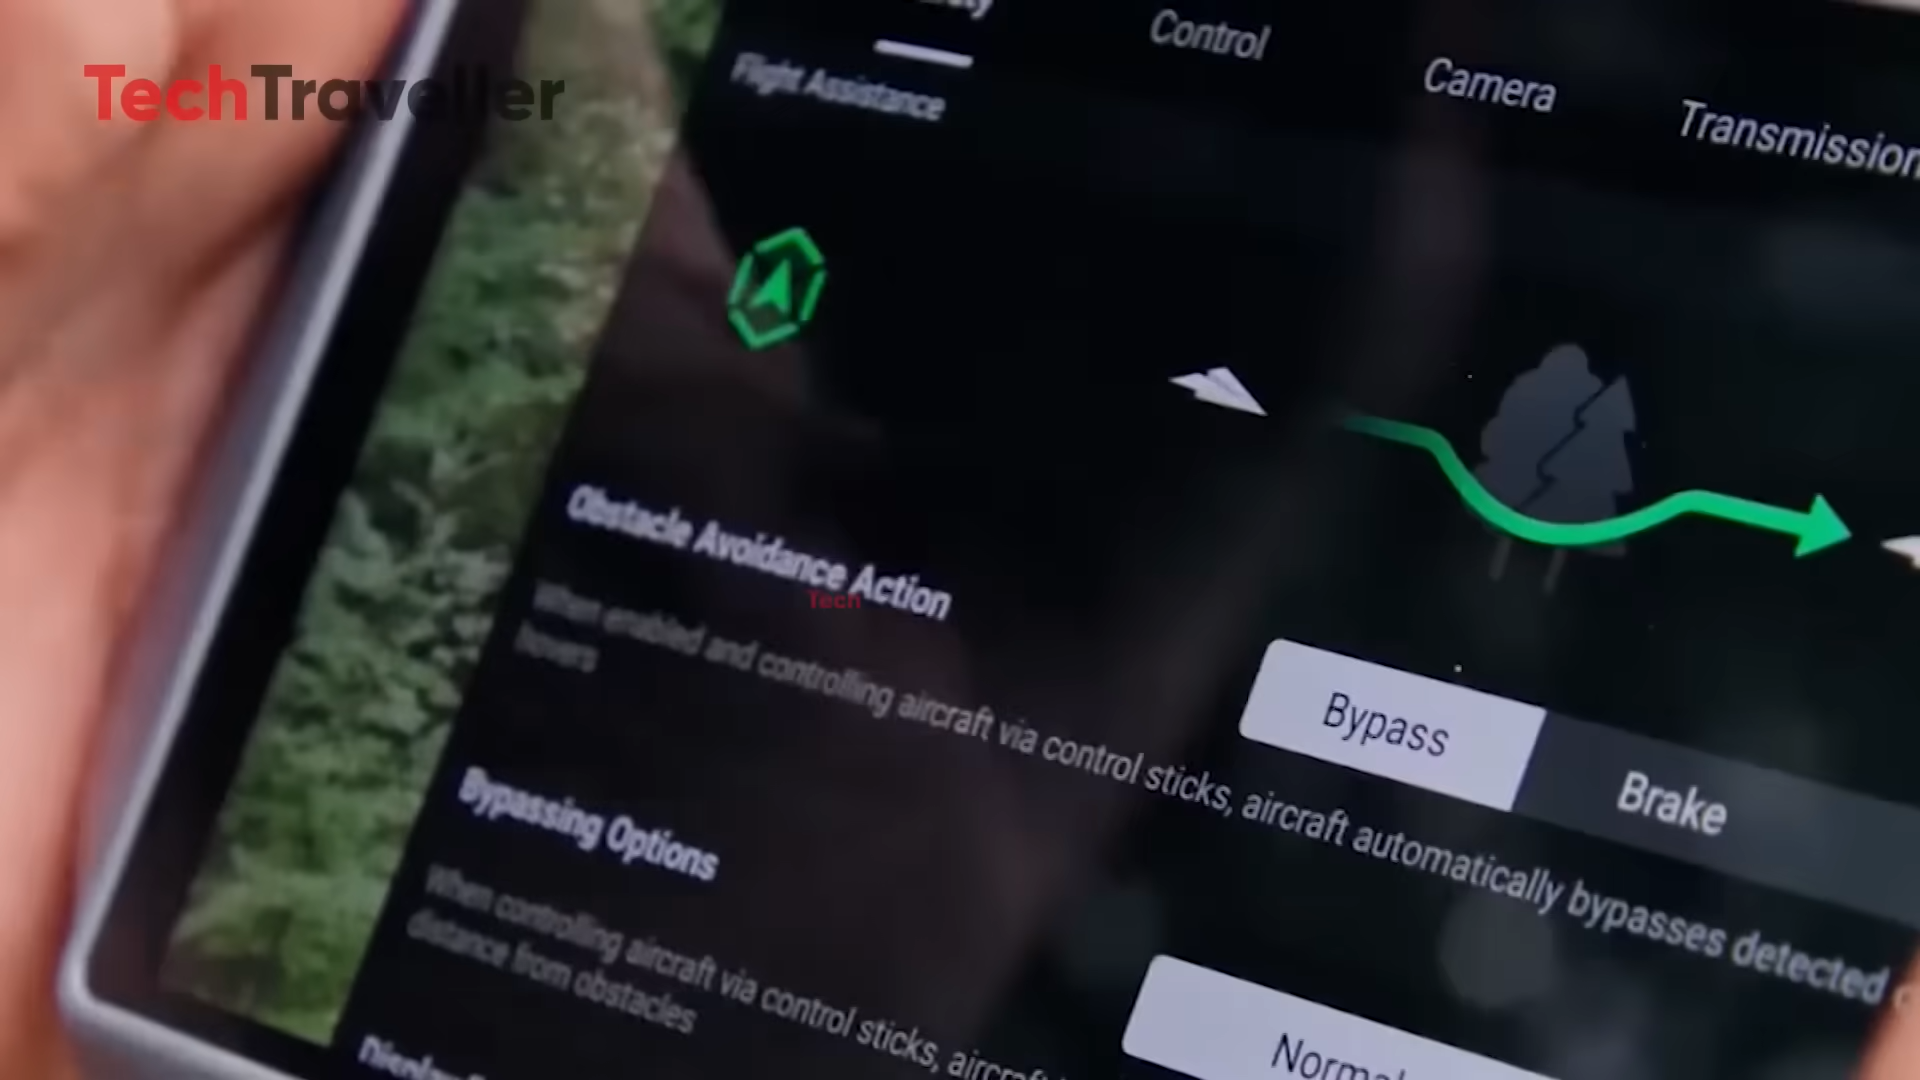 TechTraveller
Control
Camera
Transmission
Flight Assistance
Obstacle Avoidance Action
Tech
Bypass
Brake
When enabled and controlling aircraft via control sticks, aircraft automatically bypasses detected
hovers
Bypassing Options
Normal
When controlling aircraft via control sticks, aircraft
distance from obstacles